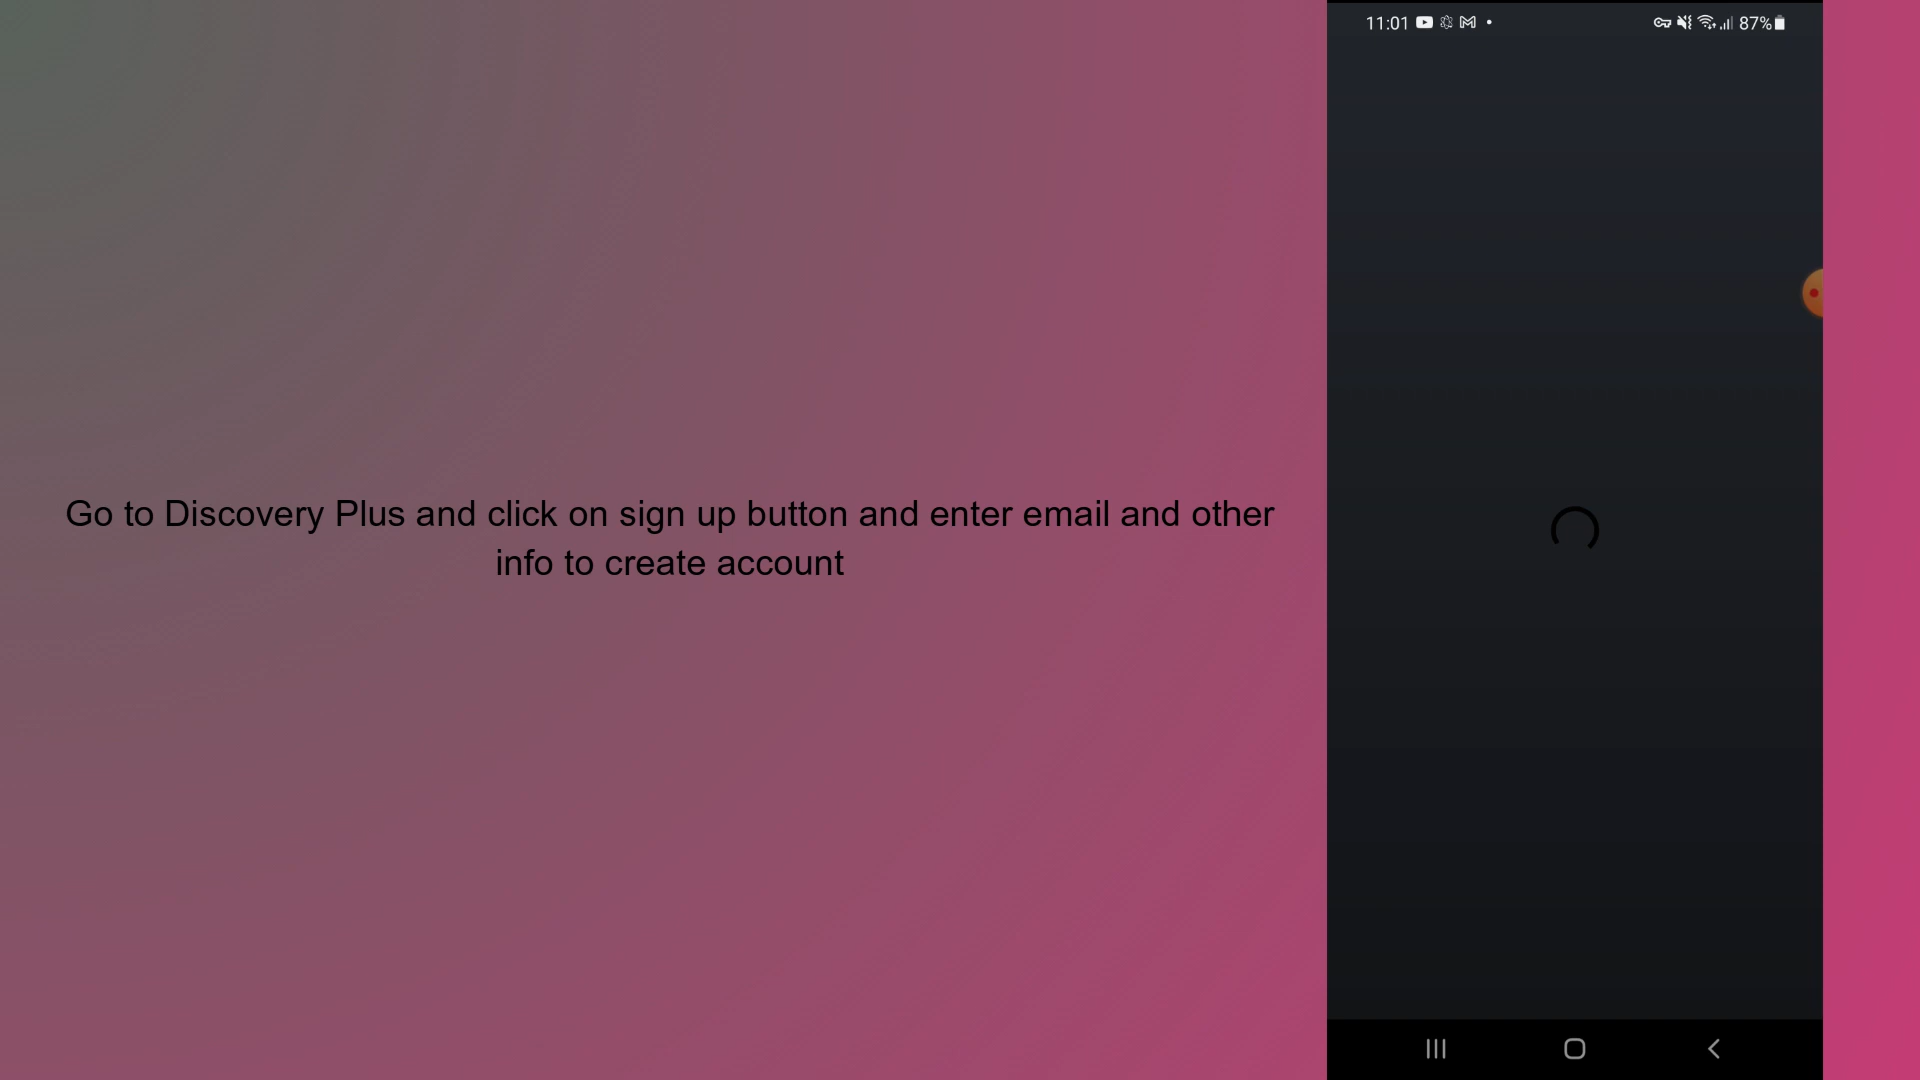 11:01
87%
Go to Discovery Plus and click on sign up button and enter email and other
info to create account